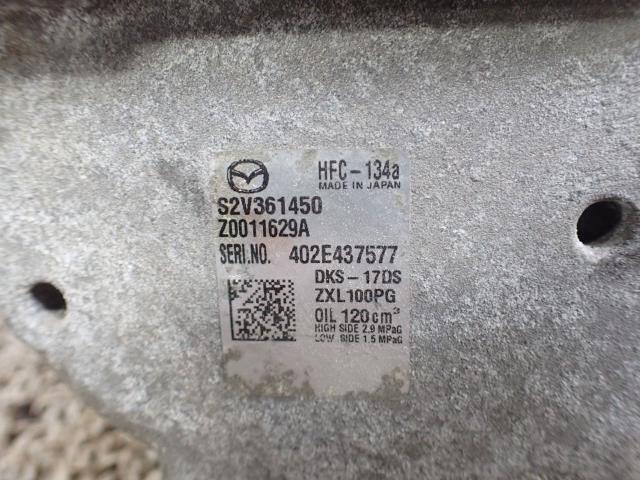 HFC-134a
MADE IN JAPAN
S2V361450
Z0011629A
SERI.NO. 402E437577
DKS-17DS
ZXL100PG
OIL 120cm³
HIGH SIDE 2.9 MPaG
LOW SIDE 1.5 MPaG